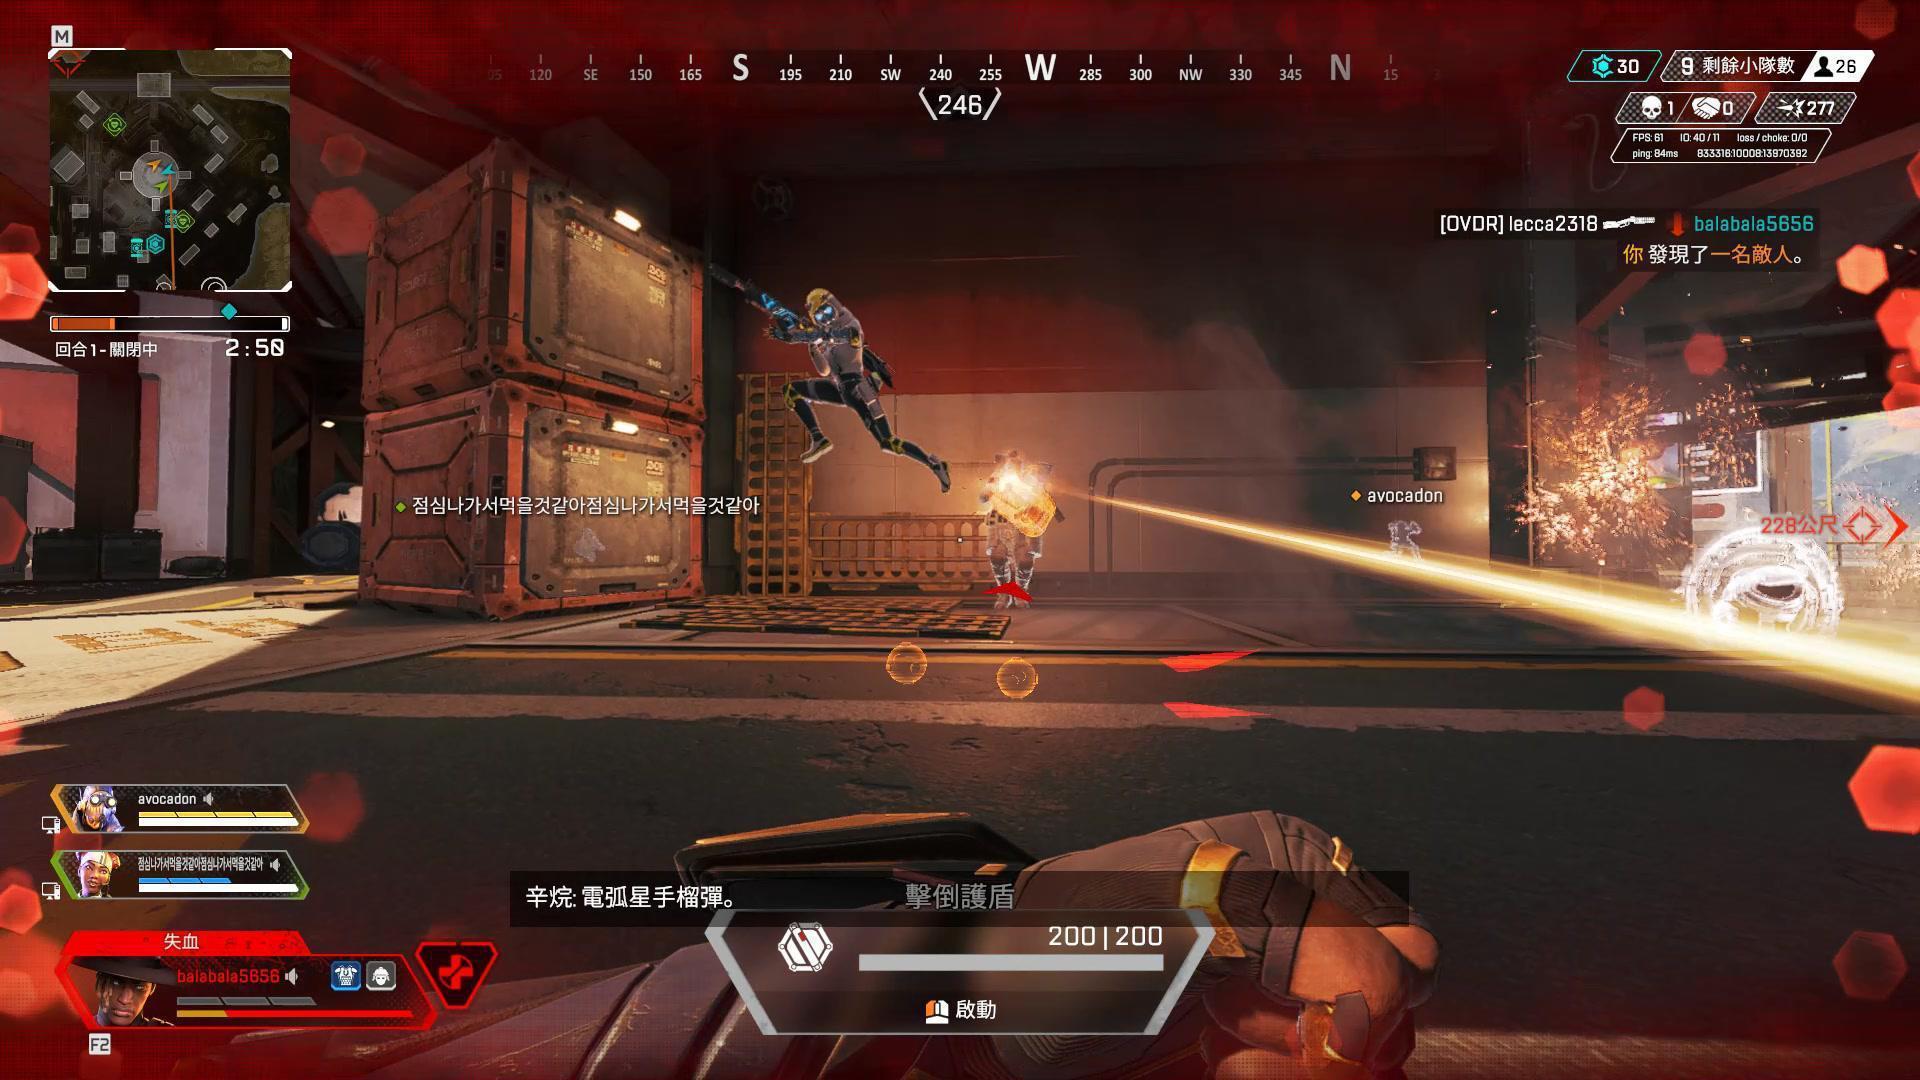 M
120 SE 150 165 S 195 210 SW 240 255 W 285 300 NW 330 345 N 15
246
30
9 剩餘小隊數 26
1 0 277
FPS: 61 IO: 40 / 11 loss / choke: 0/0
ping: 84ms 833316:10008:13970392
[OVDR] lecca2318 balabala5656
你 發現了一名敵人。
回合 1 - 關閉中 2:50
점심나가서먹을것같아점심나가서먹을것같아
avocadon
228公尺
avocadon
점심나가서먹을것같아점심나가서먹을것같아
辛烷: 電弧星手榴彈。
擊倒護盾
200 | 200
啟動
失血
balabala5656
F2